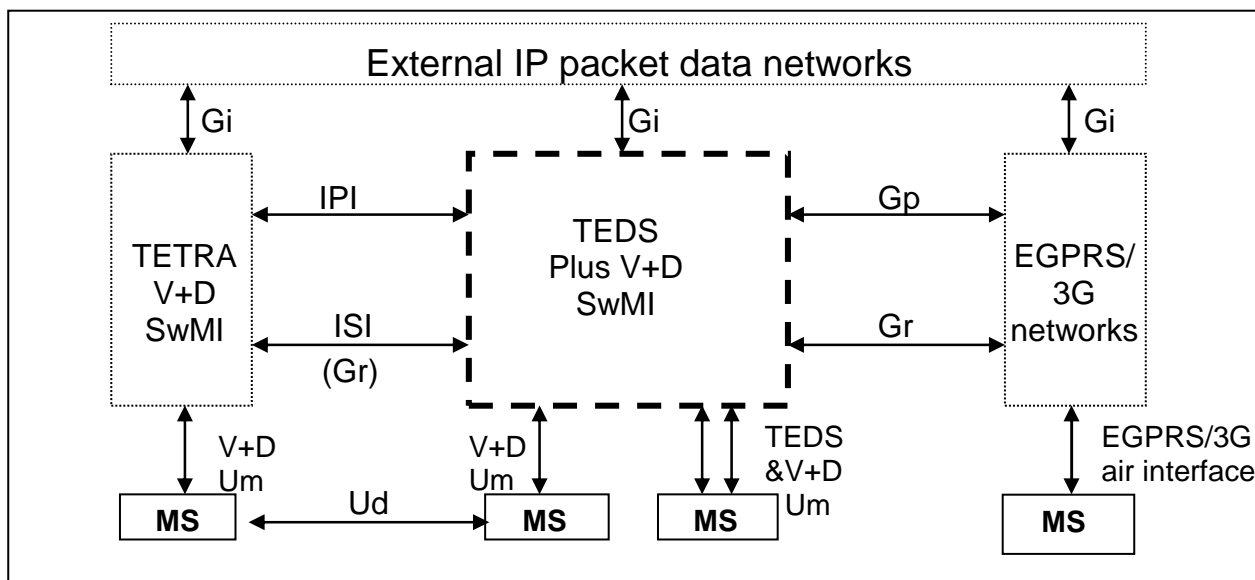 External IP packet data networks
Gi
Gi
Gi
IPI
Gp
TETRA
V+D
SwMI
TEDS
Plus V+D
SwMI
EGPRS/
3G
networks
ISI
(Gr)
Gr
V+D
Um
V+D
Um
TEDS
&V+D
Um
EGPRS/3G
air interface
MS
Ud
MS
MS
MS